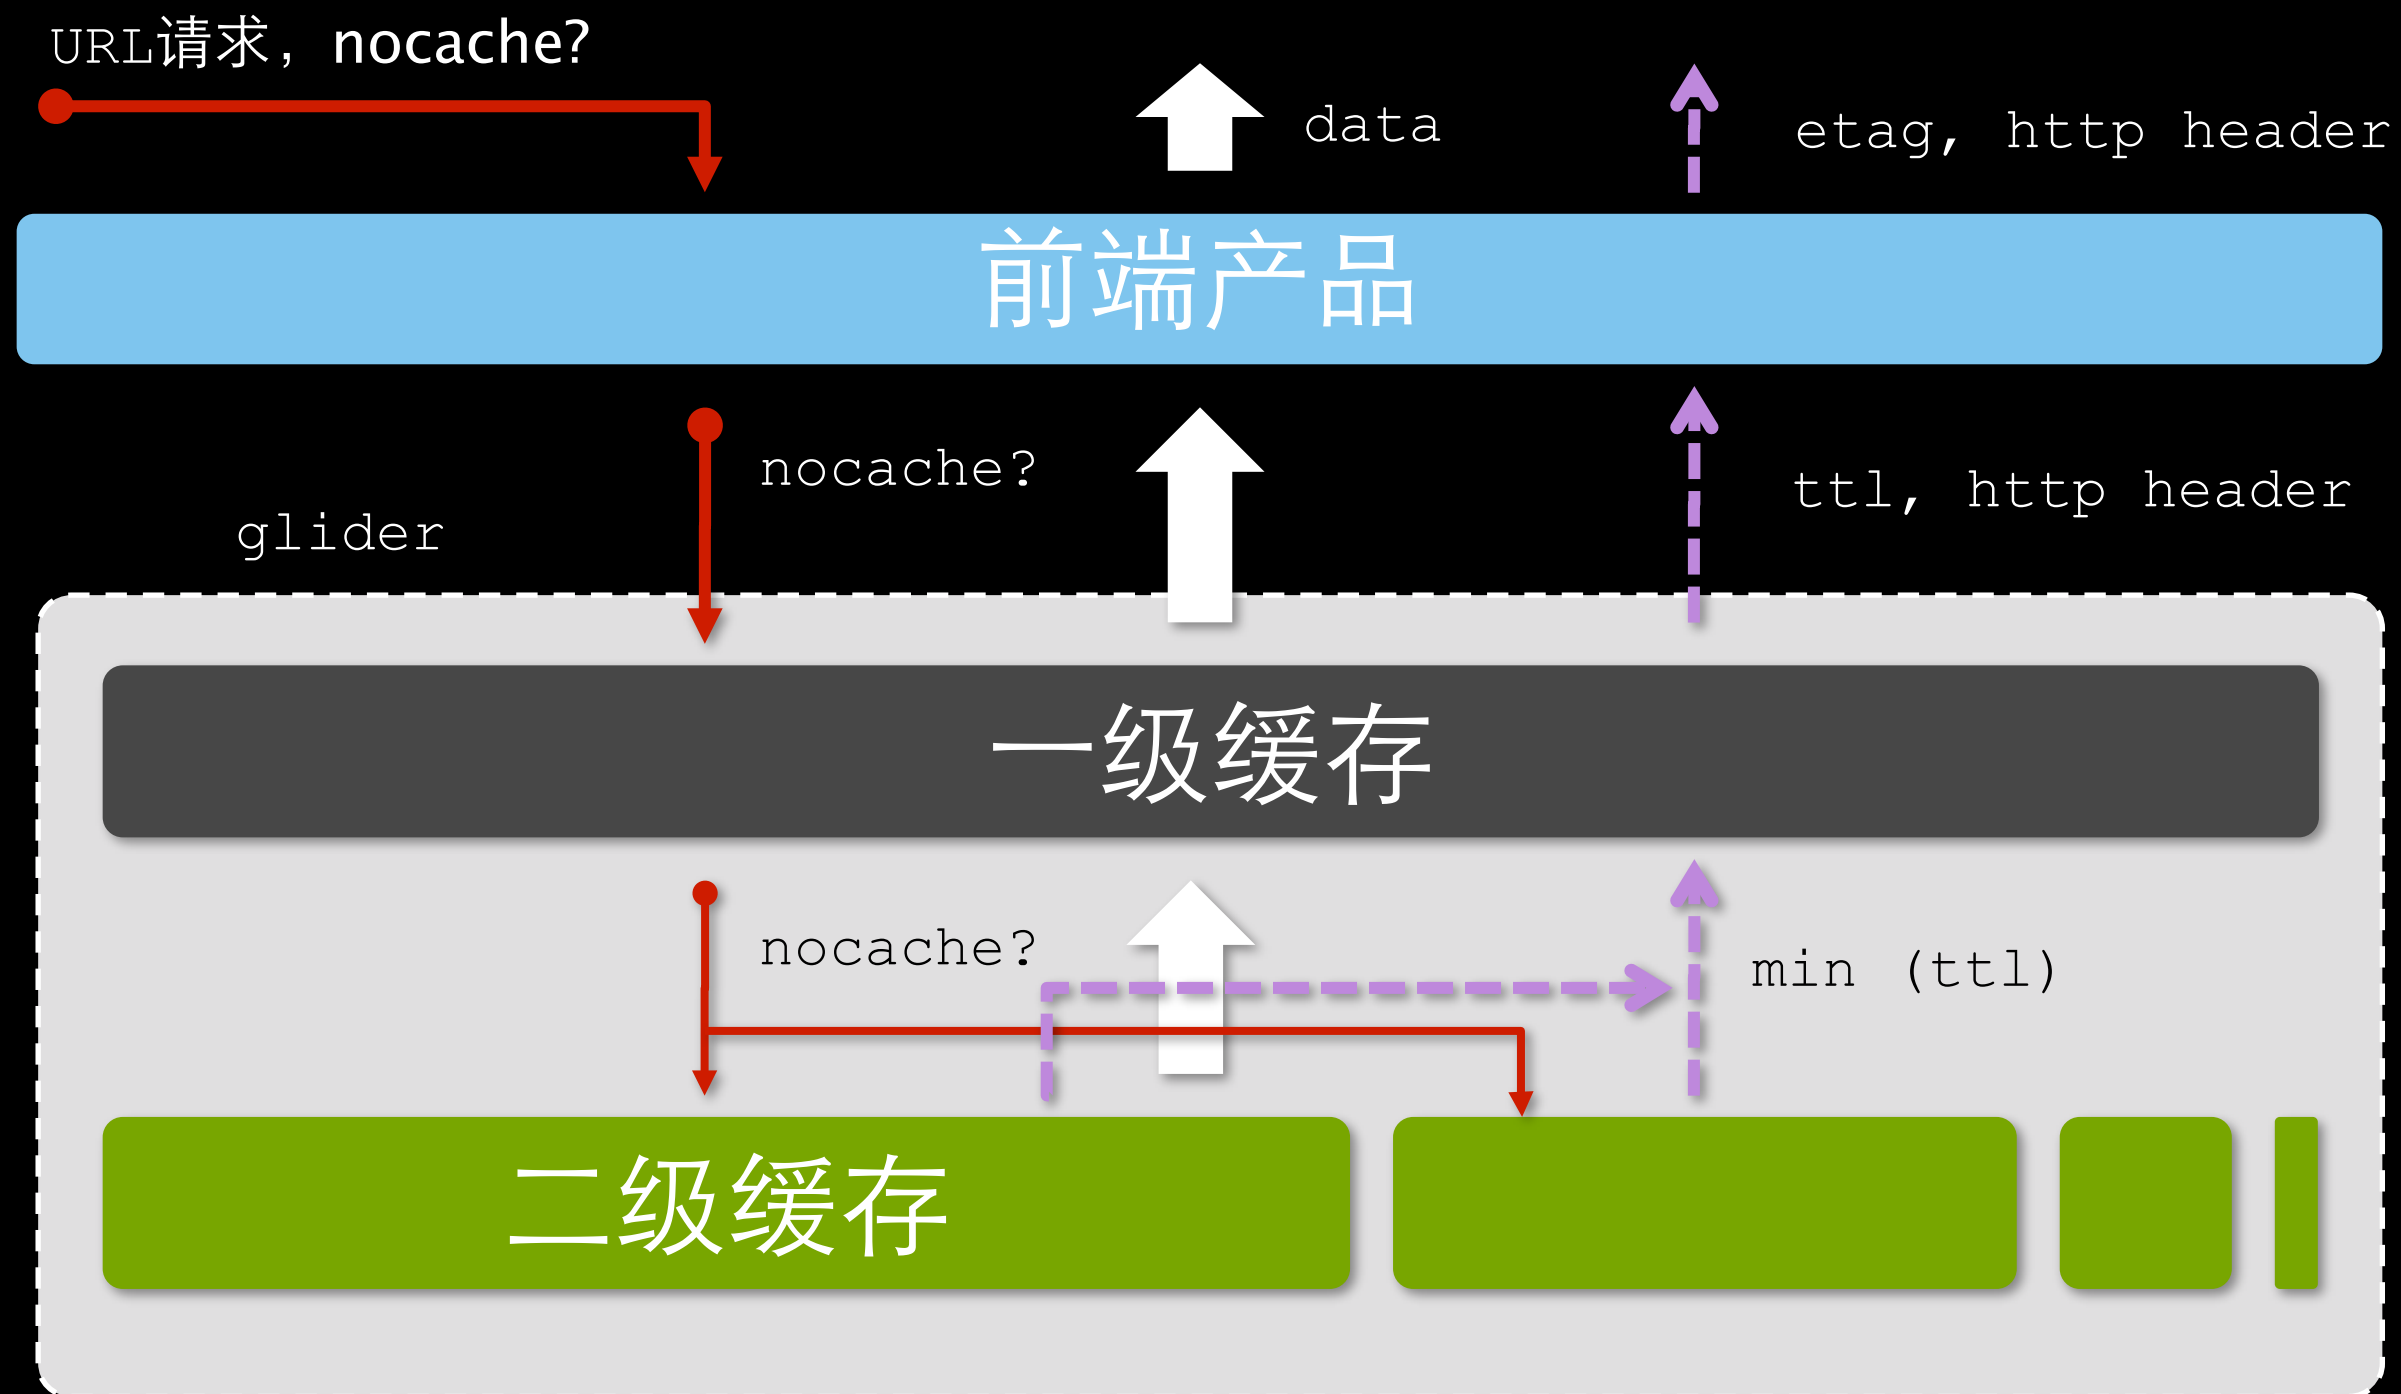 URL请求，nocache?
data
etag, http header
前端产品
nocache?
ttl, http header
glider
一级缓存
nocache?
min (ttl)
二级缓存